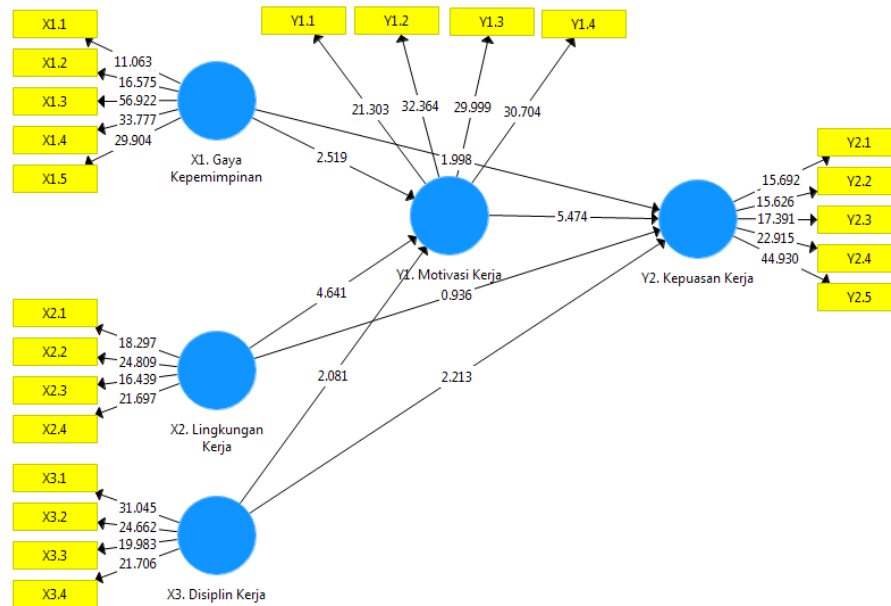 X1.1
X1.2
X1.3
X1.4
X1.5
11.063
16.575
56.922
33.777
29.904
X1. Gaya
Kepemimpinan
Y1.1
Y1.2
Y1.3
Y1.4
21.303
32.364
29.999
30.704
2.519
1.998
Y1. Motivasi Kerja
5.474
4.641
0.936
2.081
2.213
Y2.1
Y2.2
Y2.3
Y2.4
Y2.5
15.692
15.626
17.391
22.915
44.930
Y2. Kepuasan Kerja
X2.1
X2.2
X2.3
X2.4
18.297
24.809
16.439
21.697
X2. Lingkungan
Kerja
X3.1
X3.2
X3.3
X3.4
31.045
24.662
19.983
21.706
X3. Disiplin Kerja